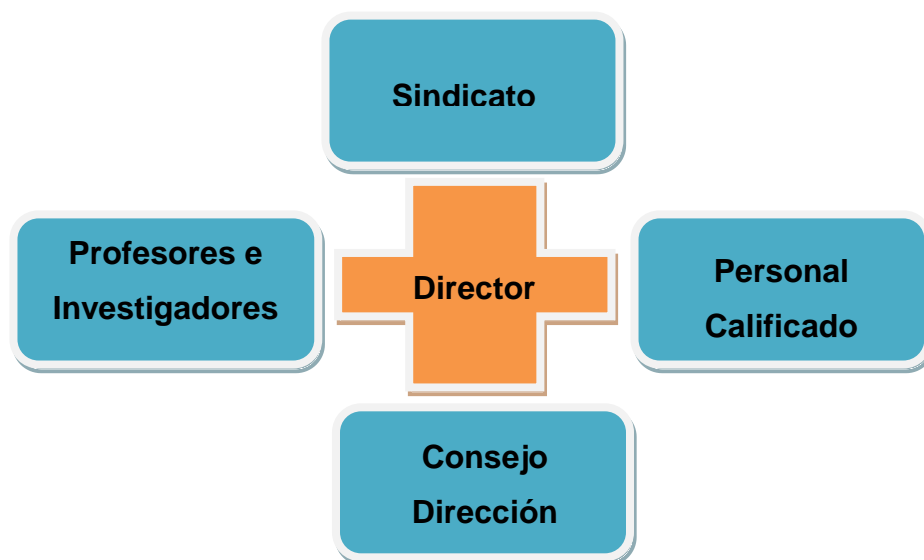 Sindicato
Profesores e
Investigadores
Director
Personal
Calificado
Consejo
Dirección